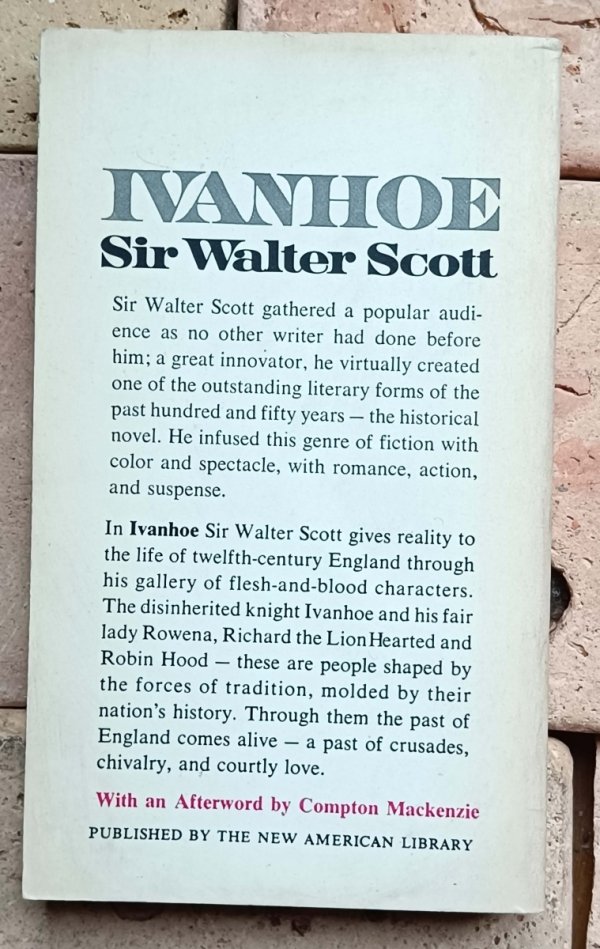 IVANHOE
Sir Walter Scott
Sir Walter Scott gathered a popular audi-
ence as no other writer had done before
him; a great innovator, he virtually created
one of the outstanding literary forms of the
past hundred and fifty years — the historical
novel. He infused this genre of fiction with
color and spectacle, with romance, action,
and suspense.
In Ivanhoe Sir Walter Scott gives reality to
the life of twelfth-century England through
his gallery of flesh-and-blood characters.
The disinherited knight Ivanhoe and his fair
lady Rowena, Richard the Lion Hearted and
Robin Hood — these are people shaped by
the forces of tradition, molded by their
nation's history. Through them the past of
England comes alive — a past of crusades,
chivalry, and courtly love.
With an Afterword by Compton Mackenzie
PUBLISHED BY THE NEW AMERICAN LIBRARY